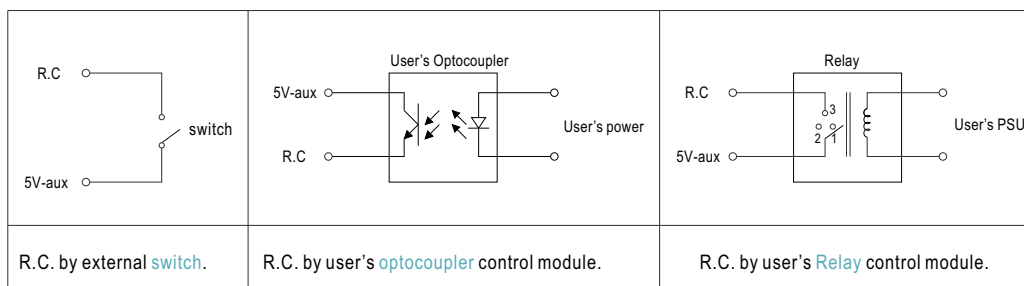 R.C
switch
5V-aux
User's Optocoupler
5V-aux
R.C
User's power
Relay
R.C
3
2 1
5V-aux
User's PSU
R.C. by external switch.
R.C. by user's optocoupler control module.
R.C. by user's Relay control module.